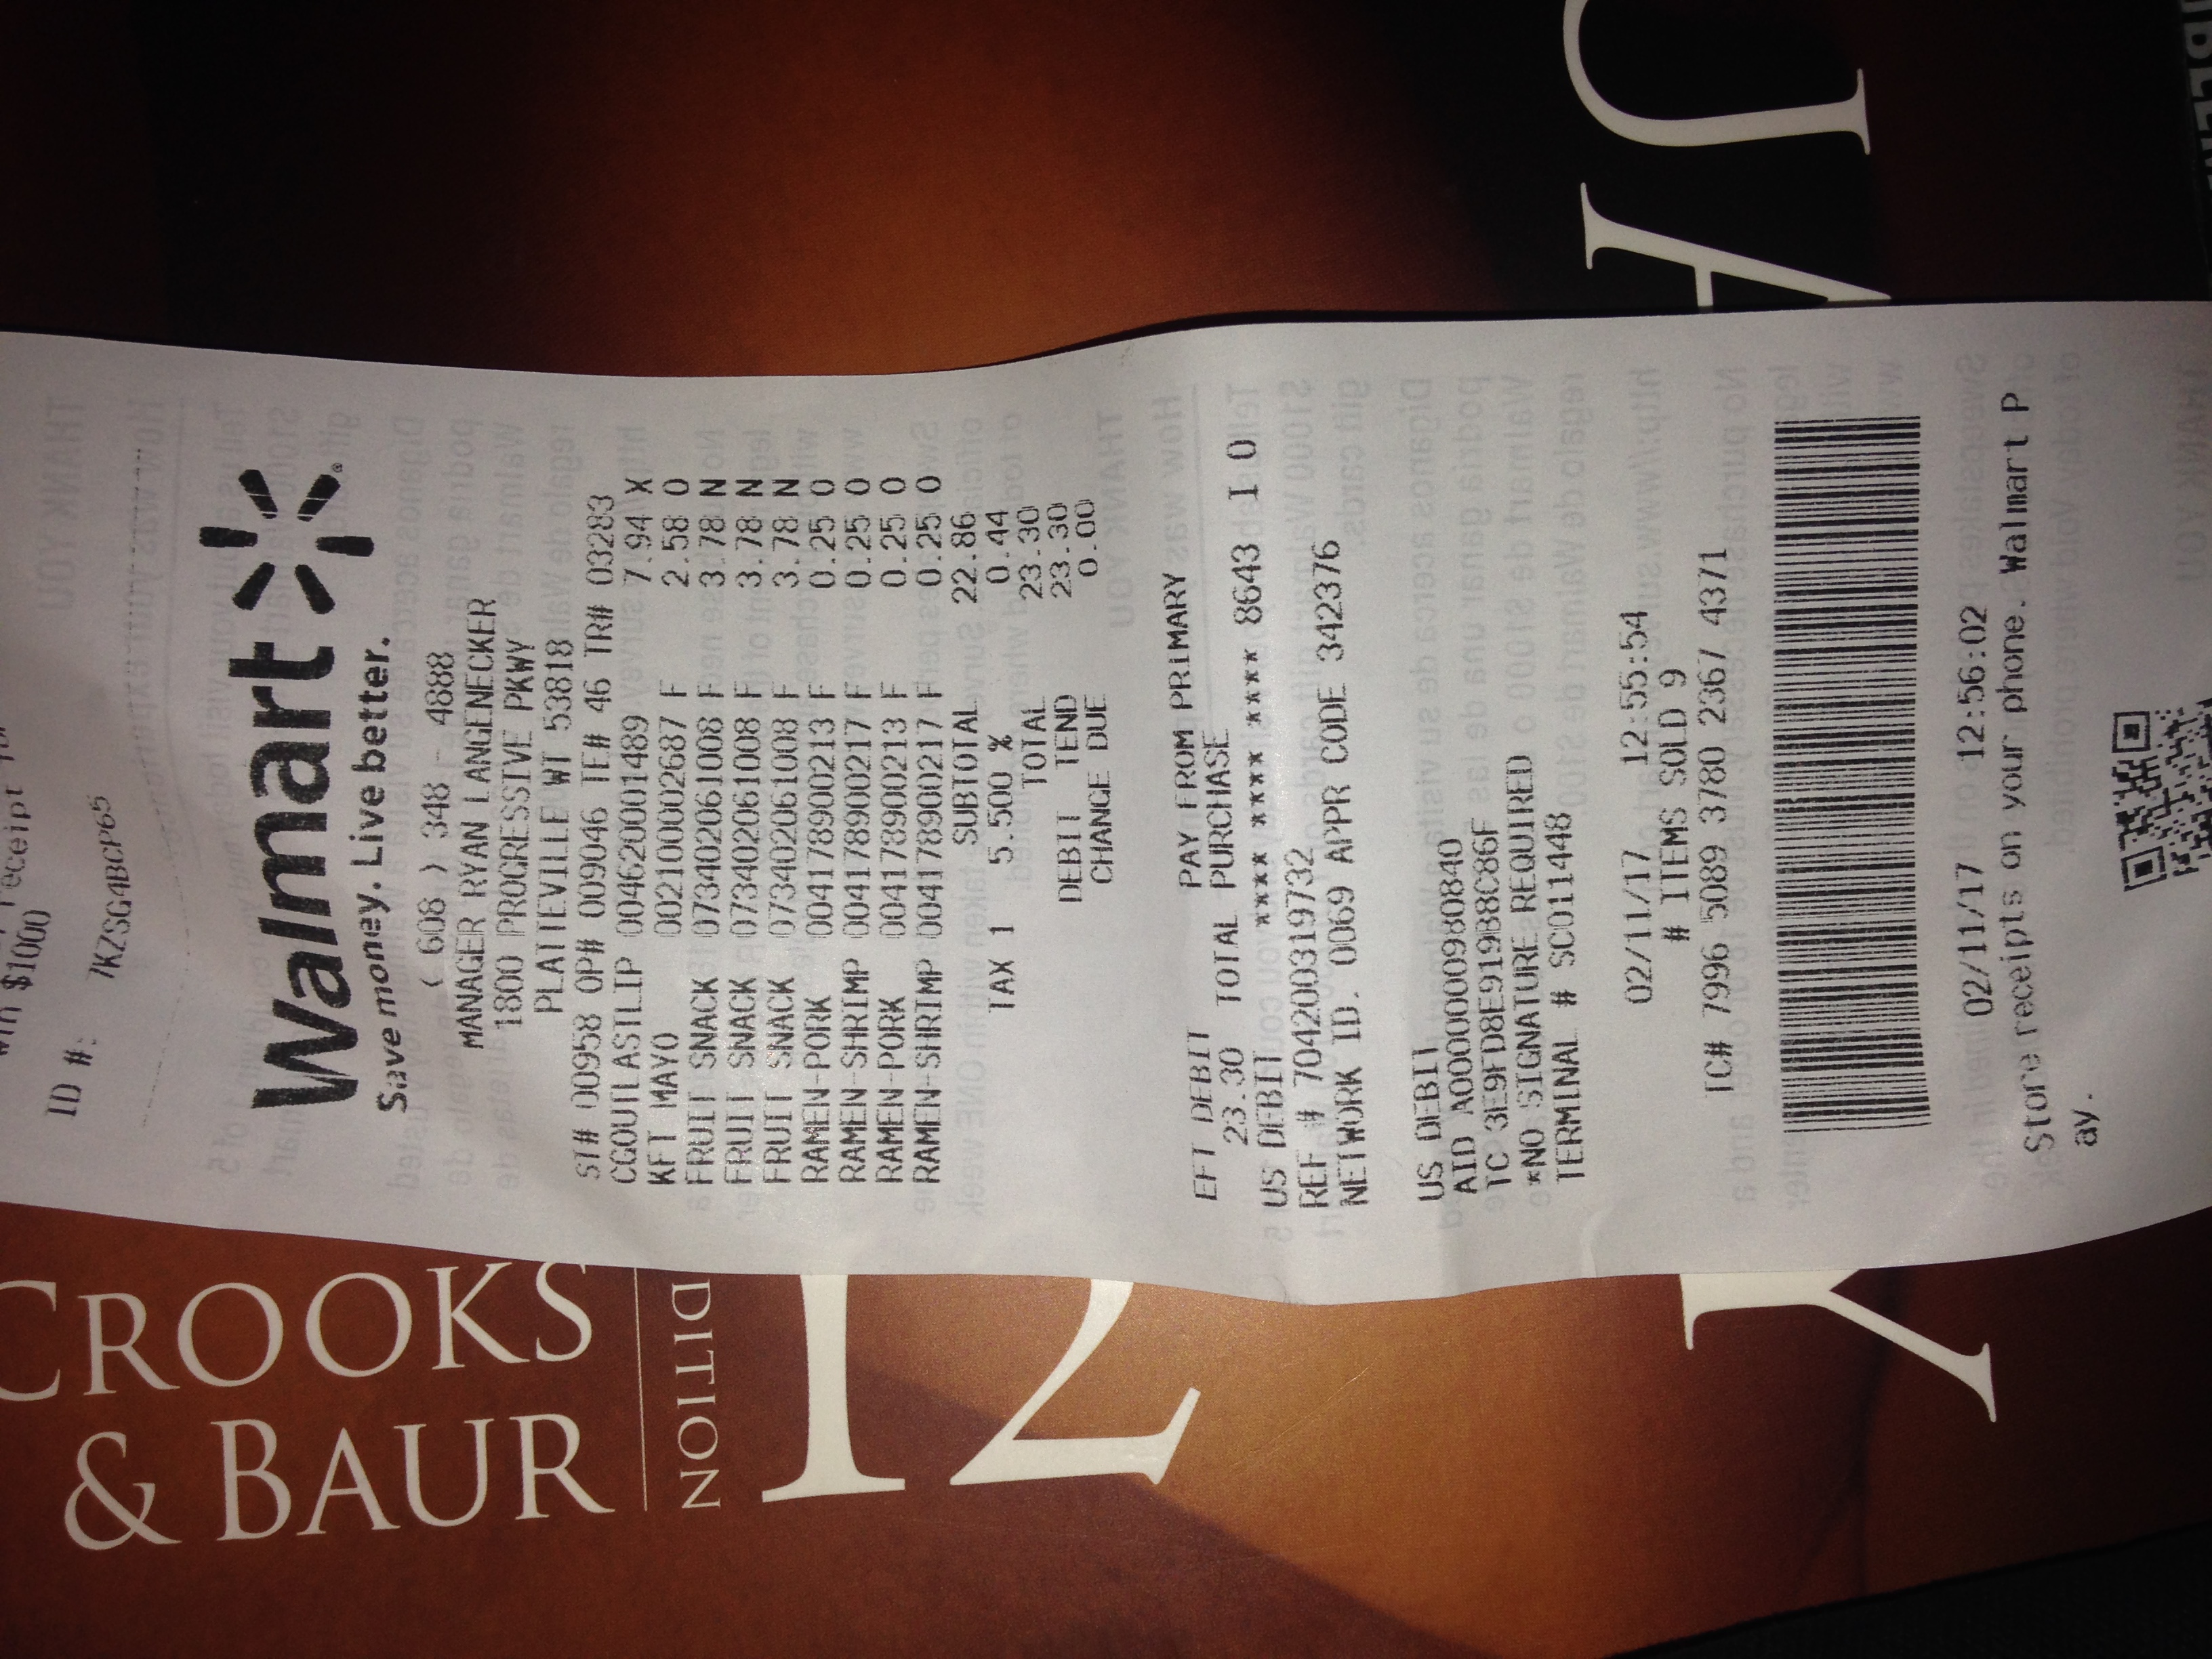 win $1000
ID #: 7KZSG4BCP65
Walmart
Save money. Live better.
( 608 ) 348 - 4888
MANAGER RYAN LANGENECKER
1800 PROGRESSIVE PKWY
PLATTEVILLE WI 53818
ST# 00958 OP# 009046 TE# 46 TR# 03283
CGOUTLASTLIP 004620001489 7.94 X
KFT MAYO 002100002687 F 2.58 O
FRUIT SNACK 073402061008 F 3.78 N
FRUIT SNACK 073402061008 F 3.78 N
FRUIT SNACK 073402061008 F 3.78 N
RAMEN-PORK 004178900213 F 0.25 O
RAMEN-SHRIMP 004178900217 F 0.25 O
RAMEN-PORK 004178900213 F 0.25 O
RAMEN-SHRIMP 004178900217 F 0.25 O
SUBTOTAL 22.86
TAX 1 5.500 % 0.44
TOTAL 23.30
DEBIT TEND 23.30
CHANGE DUE 0.00
EFT DEBIT PAY FROM PRIMARY
23.30 TOTAL PURCHASE
US DEBIT **** **** **** 8643 I 0
REF # 704200319732
NETWORK ID. 0069 APPR CODE 342376
US DEBIT
AID A0000000980840
TC 3E9FD8E919B8C86F
*NO SIGNATURE REQUIRED
TERMINAL # SC011448
02/11/17 12:55:54
# ITEMS SOLD 9
TC# 7996 5089 3780 2367 4371
02/11/17 12:56:02
Store receipts on your phone. Walmart P
ay.
CROOKS
& BAUR